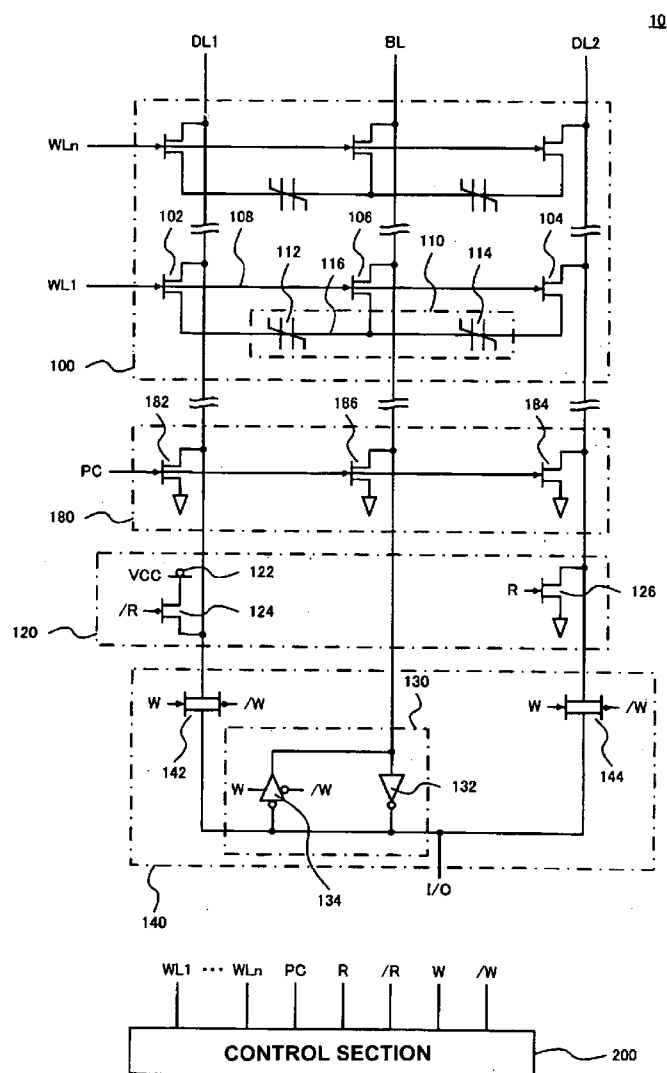 10
DL1 BL DL2
WLn
102 108 106 110 104
112 116 114
WL1
100
182 186 184
PC
180
VCC 122
/R 124 R 126
120
130
W /W W /W
142 W /W 132 144
134
I/O
140
WL1 ··· WLn PC R /R W /W
CONTROL SECTION 200